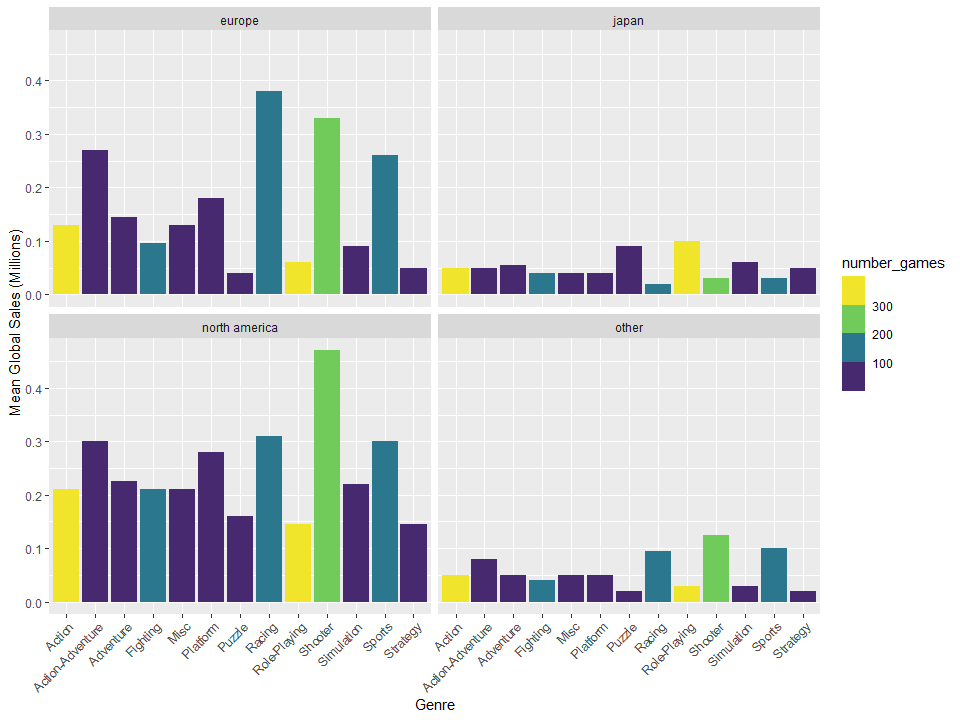 europe
japan
0.4
0.3
0.2
0.1
0.0
north america
other
0.4
0.3
0.2
0.1
0.0
Mean Global Sales (Millions)
Action
Action-Adventure
Adventure
Fighting
Misc
Platform
Puzzle
Racing
Role-Playing
Shooter
Simulation
Sports
Strategy
Action
Action-Adventure
Adventure
Fighting
Misc
Platform
Puzzle
Racing
Role-Playing
Shooter
Simulation
Sports
Strategy
Genre
number_games
300
200
100